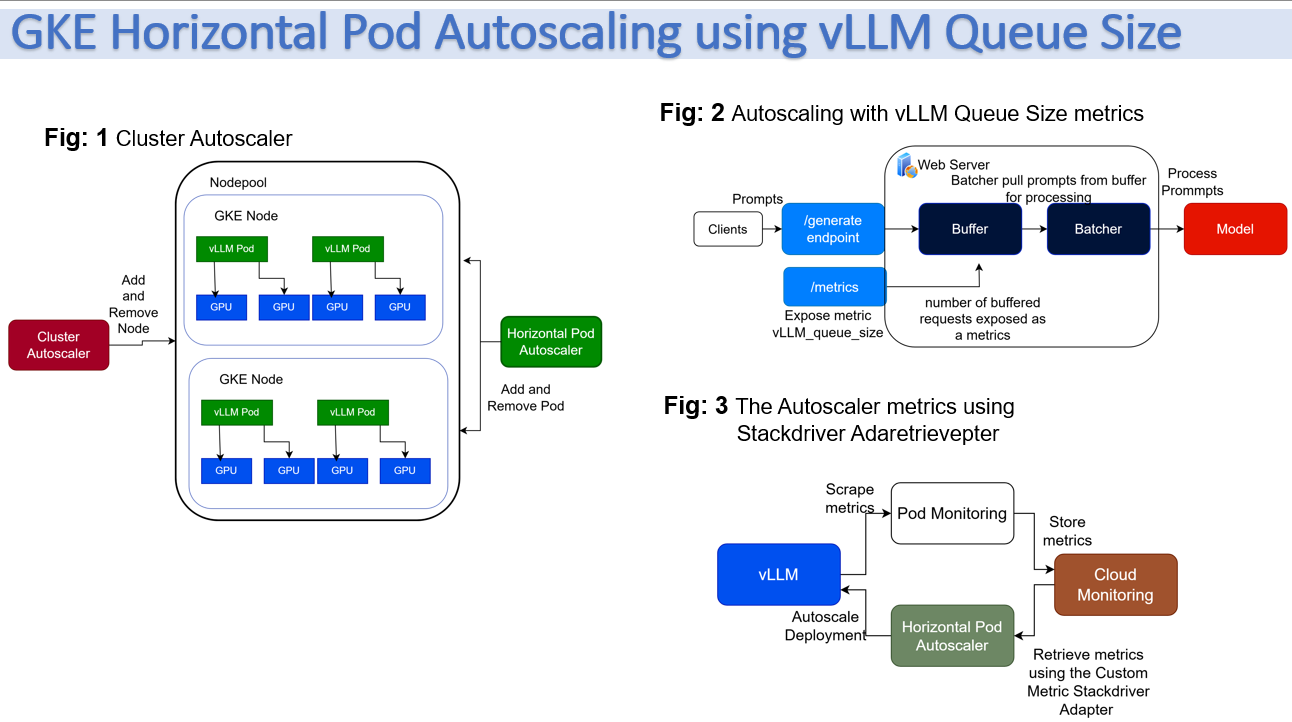 GKE Horizontal Pod Autoscaling using vLLM Queue Size
Fig: 1 Cluster Autoscaler
Nodepool
GKE Node
vLLM Pod
vLLM Pod
GPU
GPU
GPU
GPU
Add
and
Remove
Node
Cluster
Autoscaler
GKE Node
vLLM Pod
vLLM Pod
GPU
GPU
GPU
GPU
Horizontal Pod
Autoscaler
Add and
Remove Pod
Fig: 2 Autoscaling with vLLM Queue Size metrics
Web Server
Batcher pull prompts from buffer
for processing
Process
Prommpts
Prompts
Clients
/generate
endpoint
Buffer
Batcher
Model
/metrics
Expose metric
vLLM_queue_size
number of buffered
requests exposed as
a metrics
Fig: 3 The Autoscaler metrics using
Stackdriver Adaretrievepter
Scrape
metrics
Pod Monitoring
Store
metrics
vLLM
Cloud
Monitoring
Autoscale
Deployment
Horizontal Pod
Autoscaler
Retrieve metrics
using the Custom
Metric Stackdriver
Adapter